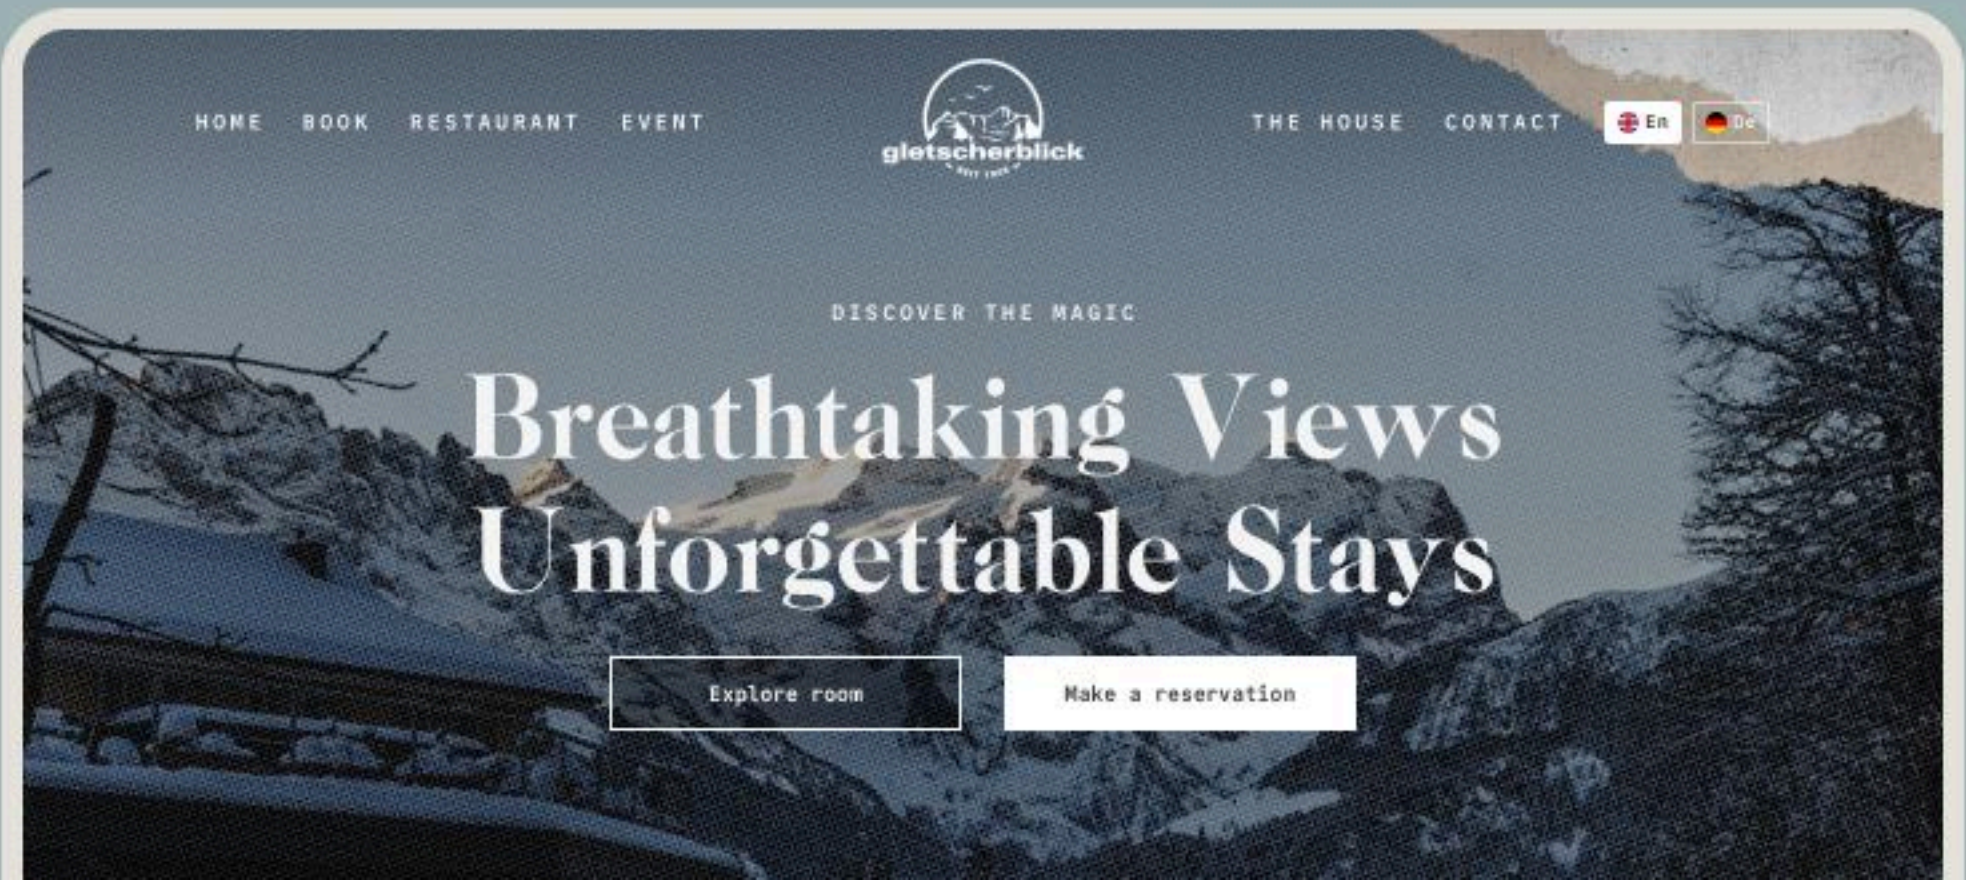 HOME BOOK RESTAURANT EVENT
gletscherblick
THE HOUSE CONTACT En De
DISCOVER THE MAGIC
Breathtaking Views
Unforgettable Stays
Explore room Make a reservation